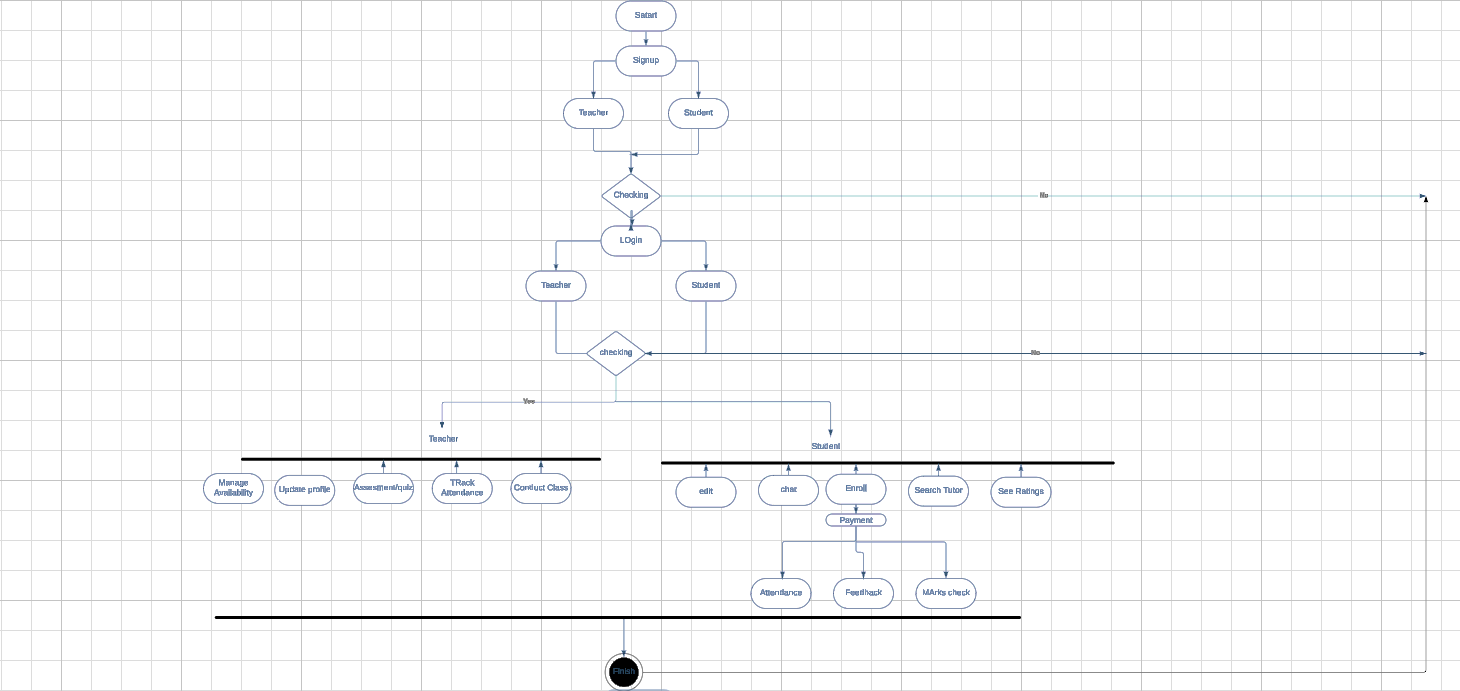 Satart
Signup
Teacher
Student
Checking
No
LOgin
Teacher
Student
checking
No
Yes
Teacher
Student
Manage
Availability
Update profile
Assesstment/quiz
TRack
Attendance
Conduct Class
edit
chat
Enroll
Search Tutor
See Ratings
Payment
Attendance
Feedback
MArks check
Finish